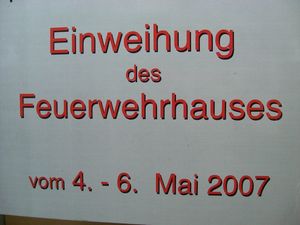 Einweihung
des
Feuerwehrhauses
vom 4. - 6. Mai 2007